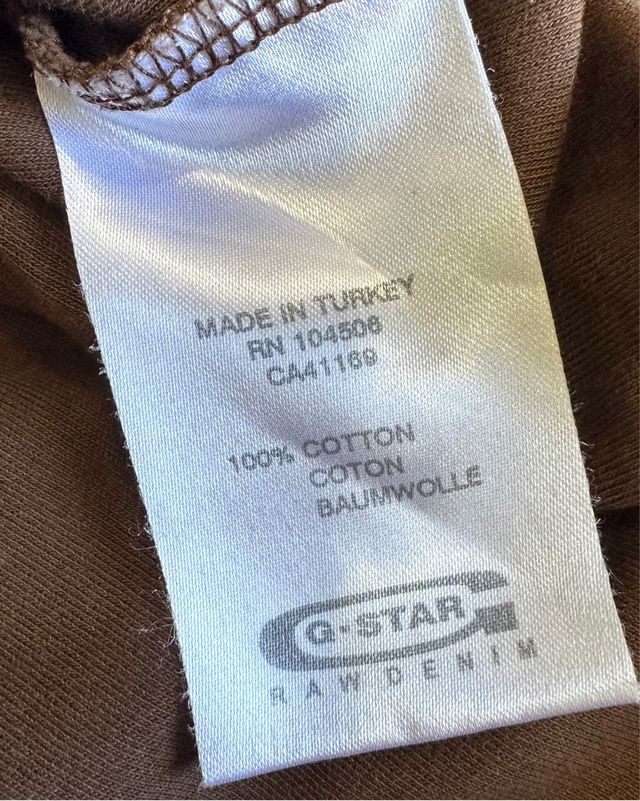 MADE IN TURKEY
RN 104506
CA41169
100% COTTON
COTON
BAUMWOLLE
G-STAR
RAW DENIM